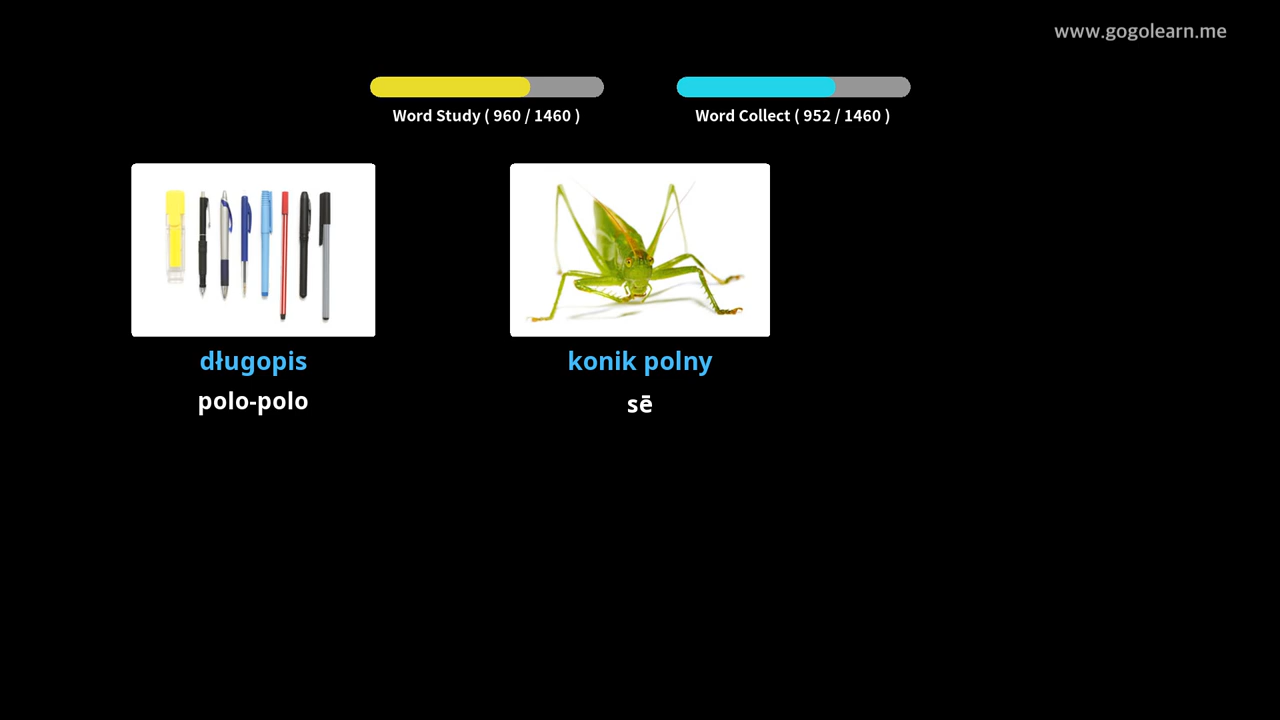 www.gogolearn.me
Word Study ( 960 / 1460 )
Word Collect ( 952 / 1460 )
długopis
polo-polo
konik polny
sē